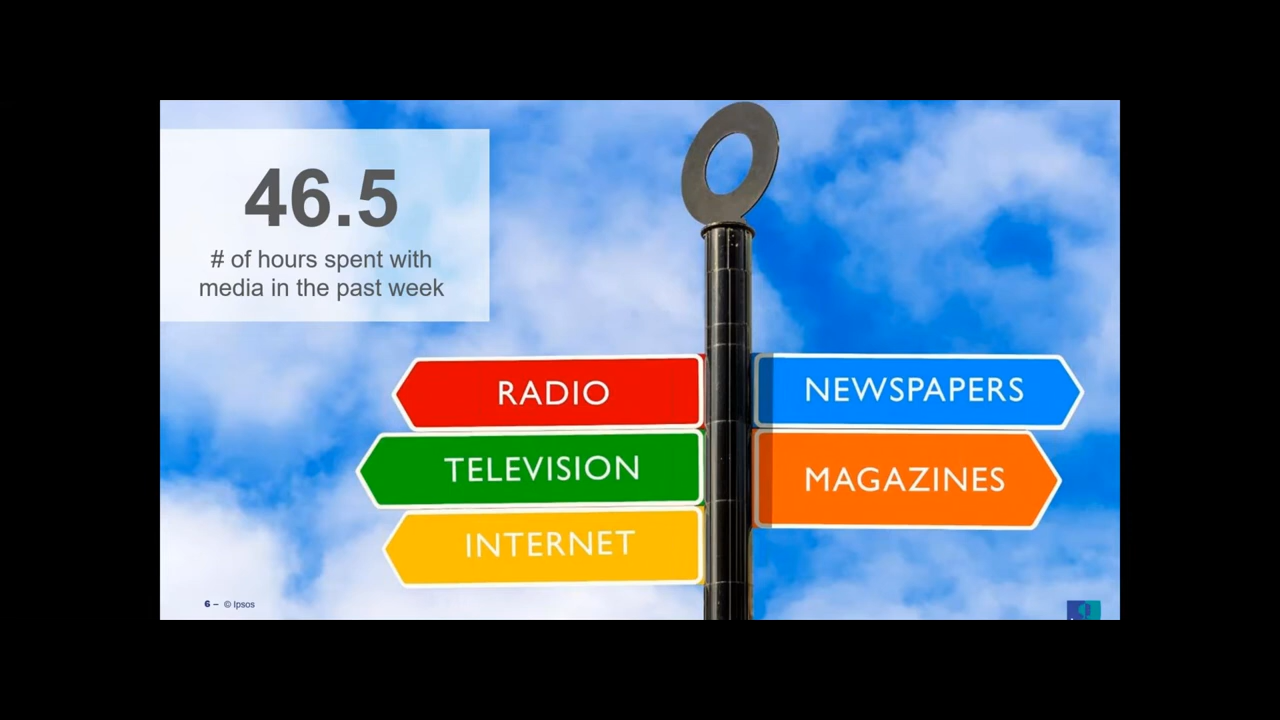 46.5
# of hours spent with
media in the past week
RADIO
NEWSPAPERS
TELEVISION
MAGAZINES
INTERNET
6 – © Ipsos